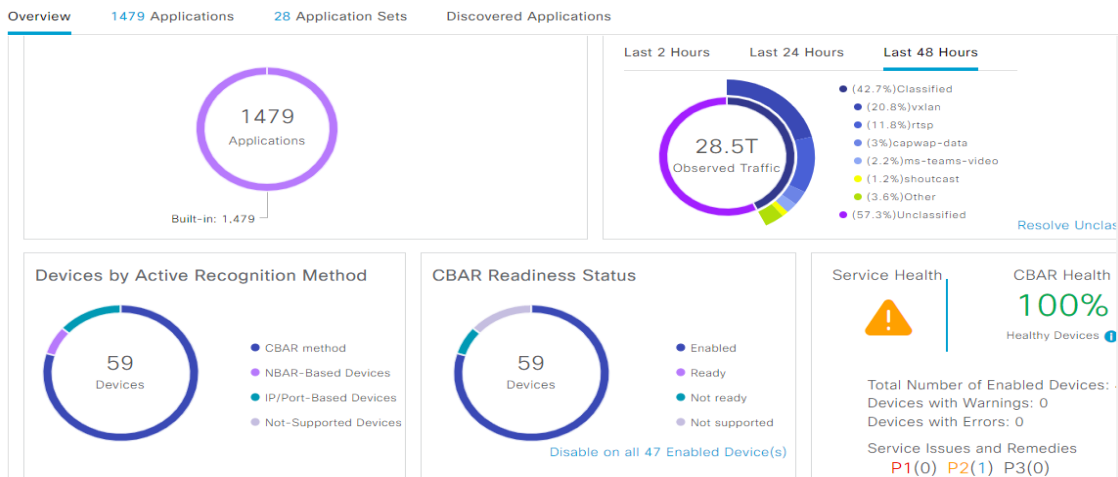 Overview 1479 Applications 28 Application Sets Discovered Applications
1479
Applications
Built-in: 1,479
Last 2 Hours Last 24 Hours Last 48 Hours
28.5T
Observed Traffic
(42.7%)Classified
(20.8%)vxlan
(11.8%)rtsp
(3%)capwap-data
(2.2%)ms-teams-video
(1.2%)shoutcast
(3.6%)Other
(57.3%)Unclassified
Resolve Unclas
Devices by Active Recognition Method
59
Devices
CBAR method
NBAR-Based Devices
IP/Port-Based Devices
Not-Supported Devices
CBAR Readiness Status
59
Devices
Enabled
Ready
Not ready
Not supported
Disable on all 47 Enabled Device(s)
Service Health
CBAR Health
100%
Healthy Devices
Total Number of Enabled Devices:
Devices with Warnings: 0
Devices with Errors: 0
Service Issues and Remedies
P1(0) P2(1) P3(0)